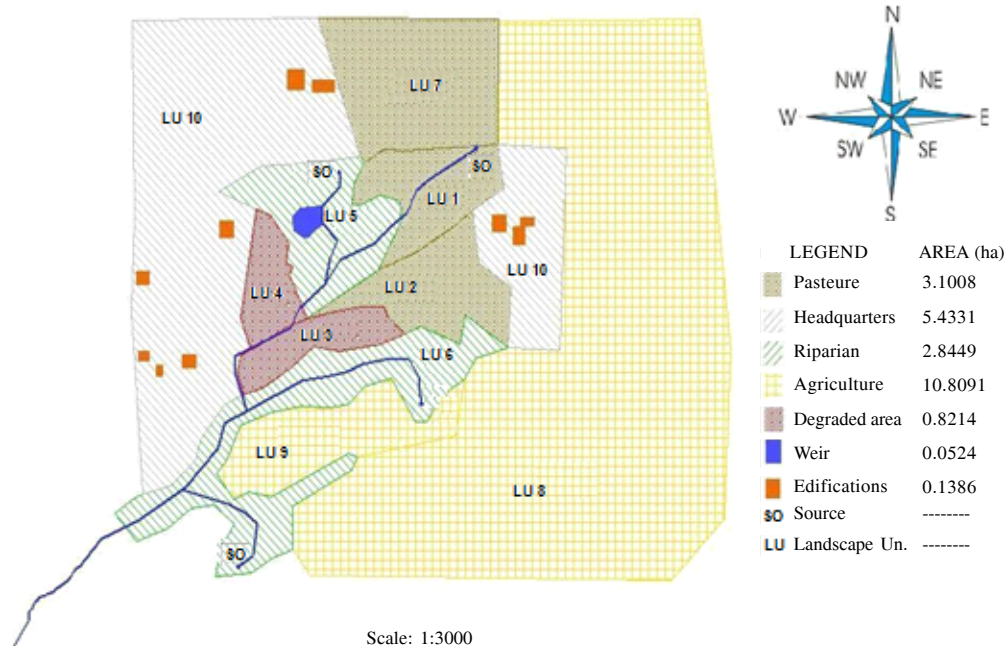 N
NW NE
W E
SW SE
S
LU 7
LU 10
SO
SO
LU 1
LU 5
LU 10
LU 2
LU 4
LU 3
LU 6
LU 9
LU 8
SO
LEGEND AREA (ha)
Pasteure 3.1008
Headquarters 5.4331
Riparian 2.8449
Agriculture 10.8091
Degraded area 0.8214
Weir 0.0524
Edifications 0.1386
SO Source --------
LU Landscape Un. --------
Scale: 1:3000